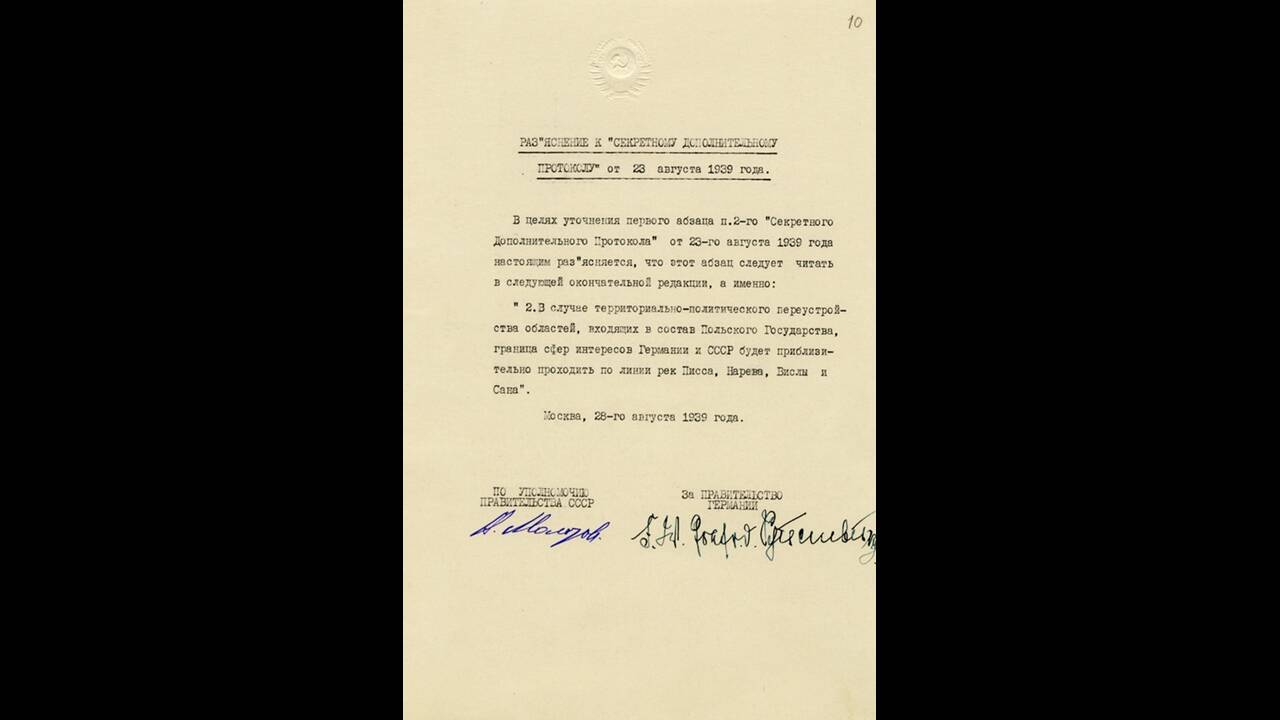 10
РАЗ"ЯСНЕНИЕ К "СЕКРЕТНОМУ ДОПОЛНИТЕЛЬНОМУ
ПРОТОКОЛУ" от 23 августа 1939 года.
В целях уточнения первого абзаца п.2-го "Секретного
Дополнительного Протокола" от 23-го августа 1939 года
настоящим раз"ясняется, что этот абзац следует читать
в следующей окончательной редакции, а именно:
" 2.В случае территориально-политического переустрой-
ства областей, входящих в состав Польского Государства,
граница сфер интересов Германии и СССР будет приблизи-
тельно проходить по линии рек Писса, Нарева, Вислы и
Сана".
Москва, 28-го августа 1939 года.
ПО УПОЛНОМОЧИЮ
ПРАВИТЕЛЬСТВА СССР
За ПРАВИТЕЛЬСТВО
ГЕРМАНИИ
В. Молотов.